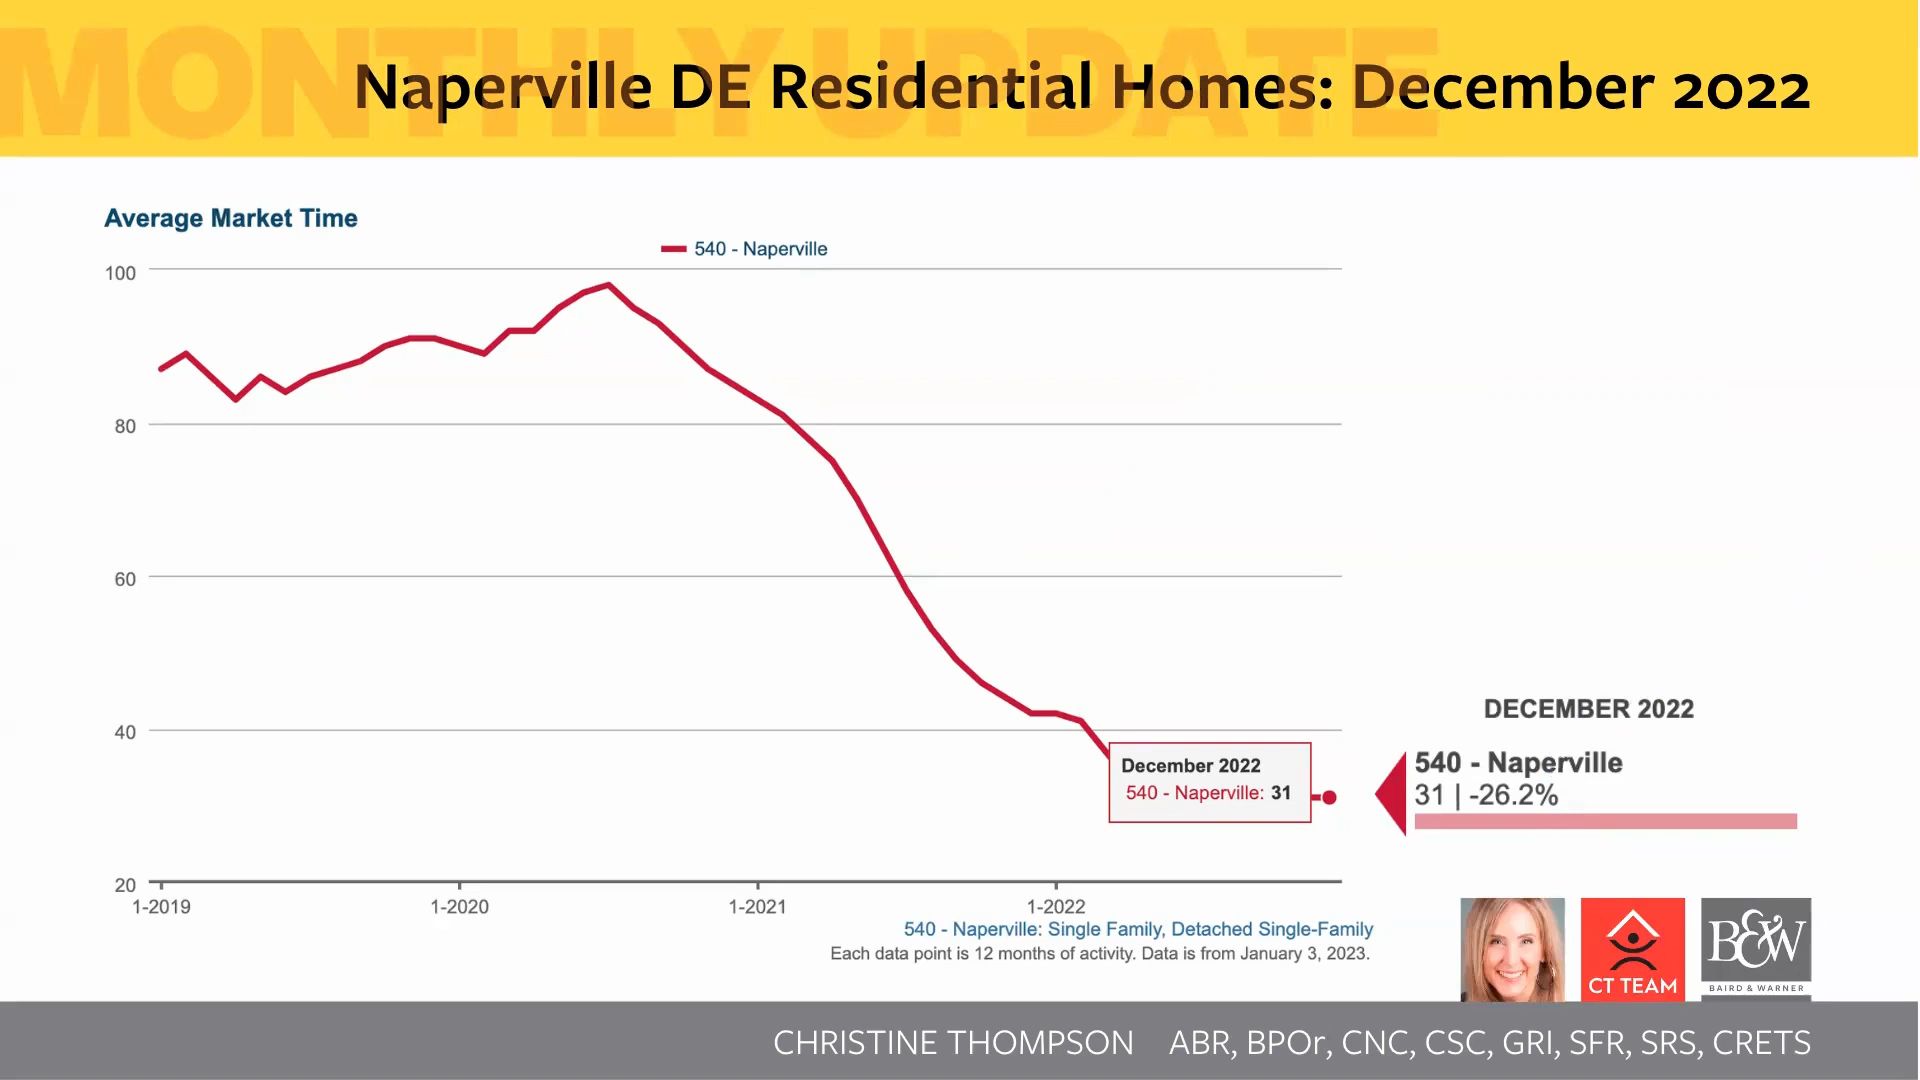 MONTHLY UPDATE
Naperville DE Residential Homes: December 2022
Average Market Time
540 - Naperville
100
80
60
40
20
December 2022
540 - Naperville: 31
1-2019 1-2020 1-2021 1-2022
540 - Naperville: Single Family, Detached Single-Family
Each data point is 12 months of activity. Data is from January 3, 2023.
DECEMBER 2022
540 - Naperville
31 | -26.2%
CT TEAM
B&W
BAIRD & WARNER
CHRISTINE THOMPSON ABR, BPOr, CNC, CSC, GRI, SFR, SRS, CRETS